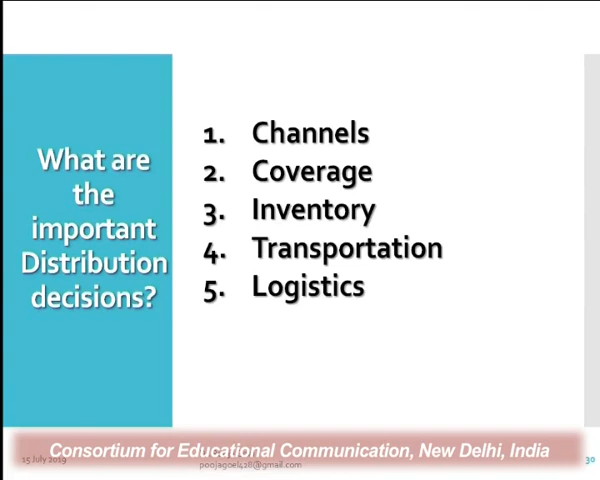 What are
the
important
Distribution
decisions?
1. Channels
2. Coverage
3. Inventory
4. Transportation
5. Logistics
Consortium for Educational Communication, New Delhi, India
15 July 2019
poojagoel428@gmail.com
30